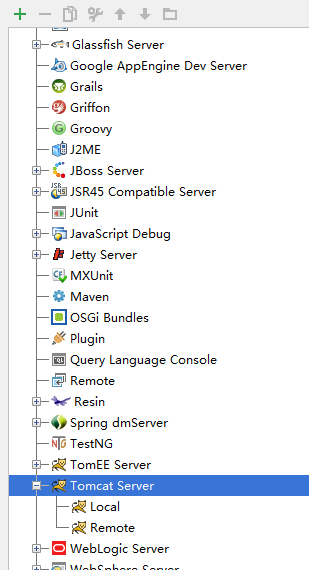 Glassfish Server
Google AppEngine Dev Server
Grails
Griffon
Groovy
J2ME
JBoss Server
JSR45 Compatible Server
JUnit
JavaScript Debug
Jetty Server
MXUnit
Maven
OSGi Bundles
Plugin
Query Language Console
Remote
Resin
Spring dmServer
TestNG
TomEE Server
Tomcat Server
Local
Remote
WebLogic Server
WebSphere Server